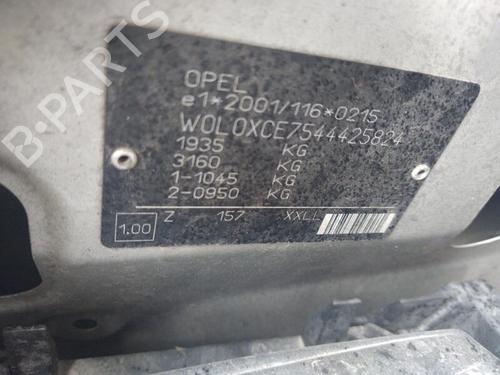 OPEL
e1*2001/116*0215
W0L0XCE7544425824
1935 KG
3160 KG
1-1045 KG
2-0950 KG
1.00 Z 157 XXLL